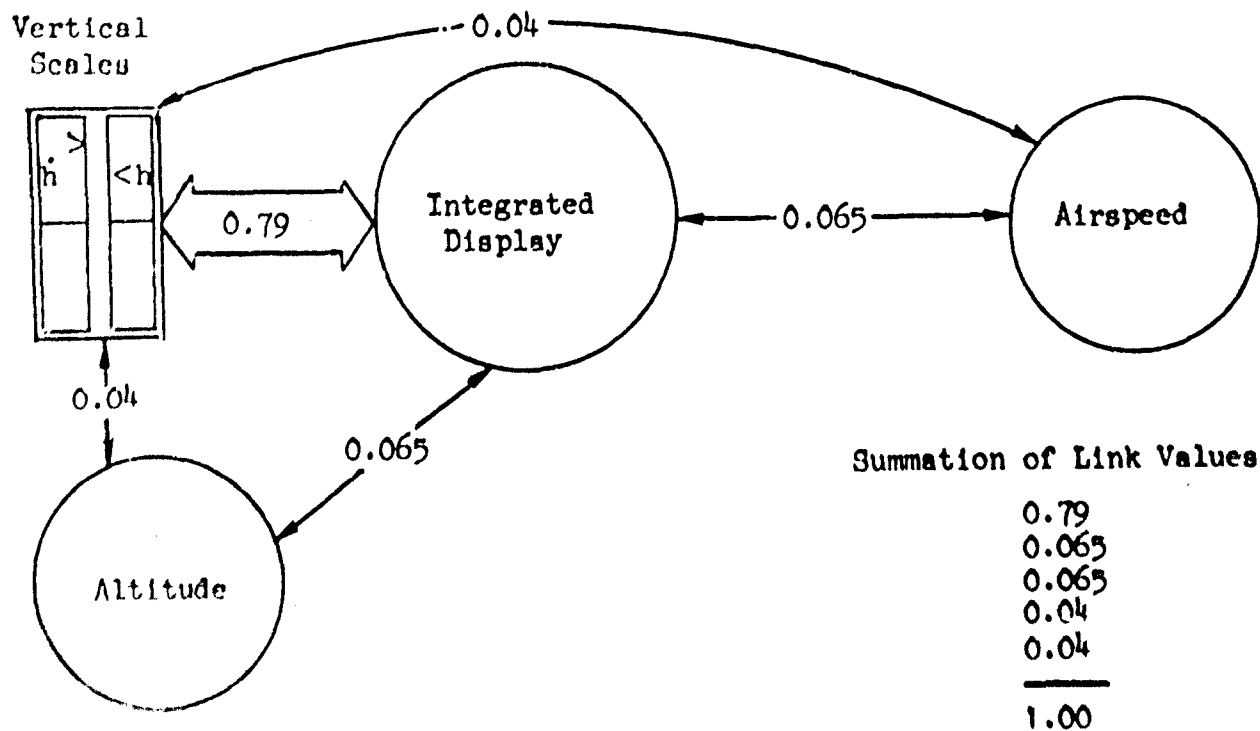 Vertical
Scales
0.04
ḣ > < h
0.79
Integrated
Display
0.065
Airspeed
0.04
0.065
Altitude
Summation of Link Values
0.79
0.065
0.065
0.04
0.04
1.00